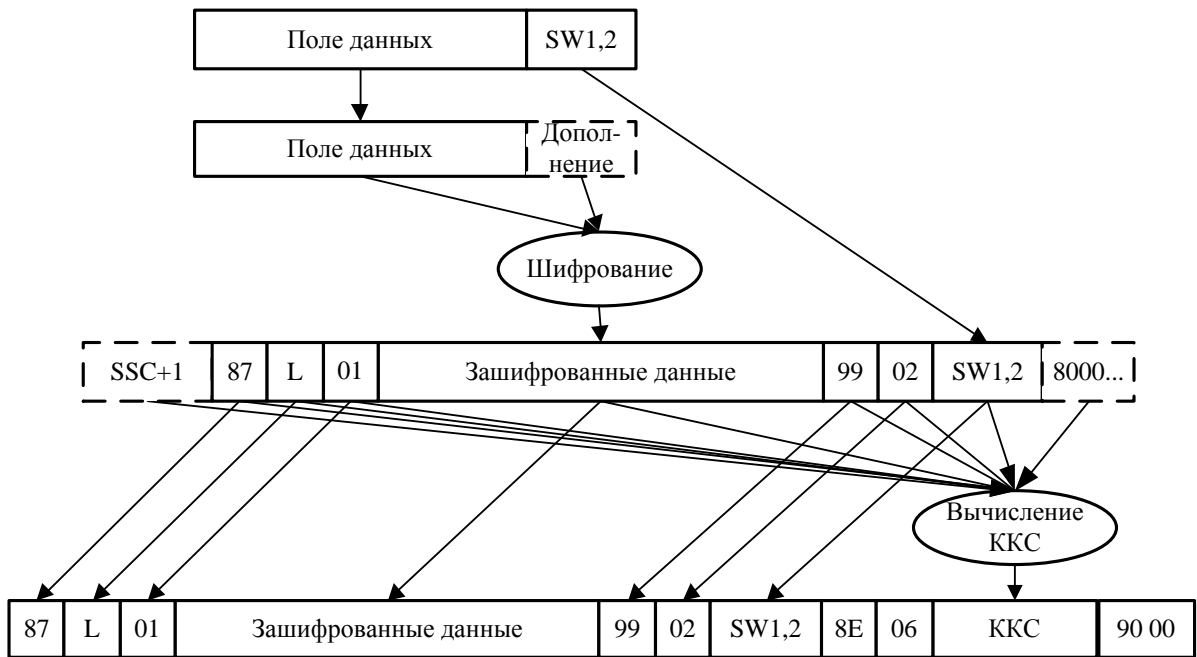 Поле данных SW1,2
Поле данных Допол-
нение
Шифрование
SSC+1 87 L 01 Зашифрованные данные 99 02 SW1,2 8000...
Вычисление
ККС
87 L 01 Зашифрованные данные 99 02 SW1,2 8E 06 ККС 90 00